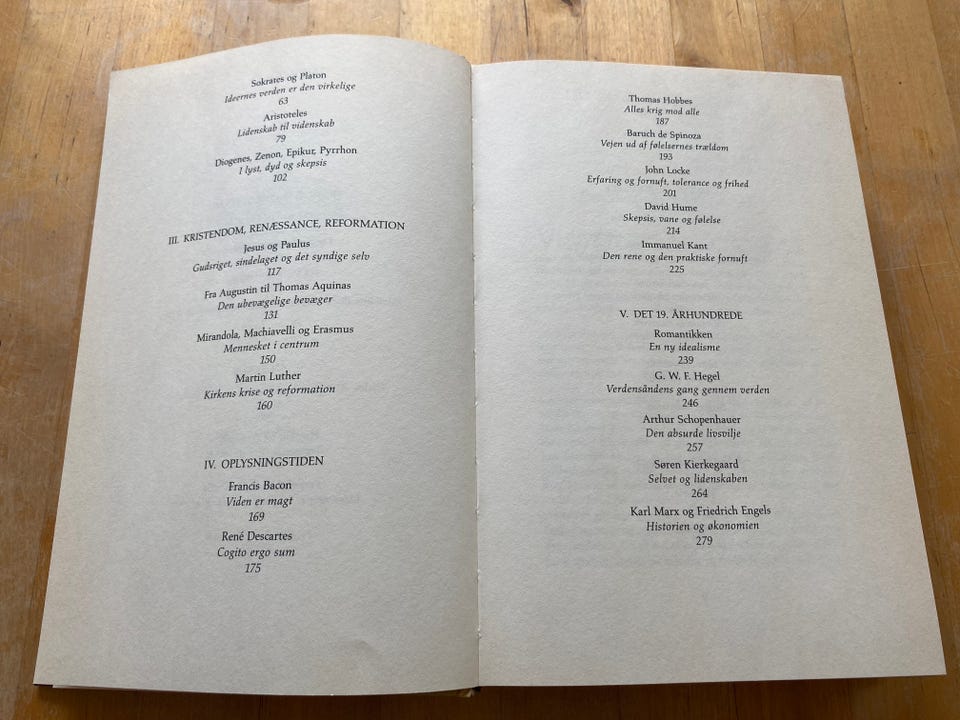 Sokrates og Platon
Ideernes verden er den virkelige
63
Aristoteles
Lidenskab til videnskab
79
Diogenes, Zenon, Epikur, Pyrrhon
I lyst, dyd og skepsis
102
III. KRISTENDOM, RENÆSSANCE, REFORMATION
Jesus og Paulus
Gudsriget, sindelaget og det syndige selv
117
Fra Augustin til Thomas Aquinas
Den ubevægelige bevæger
131
Mirandola, Machiavelli og Erasmus
Mennesket i centrum
150
Martin Luther
Kirkens krise og reformation
160
IV. OPLYSNINGSTIDEN
Francis Bacon
Viden er magt
169
René Descartes
Cogito ergo sum
175
Thomas Hobbes
Alles krig mod alle
187
Baruch de Spinoza
Vejen ud af følelsernes trældom
193
John Locke
Erfaring og fornuft, tolerance og frihed
201
David Hume
Skepsis, vane og følelse
214
Immanuel Kant
Den rene og den praktiske fornuft
225
V. DET 19. ÅRHUNDREDE
Romantikken
En ny idealisme
239
G. W. F. Hegel
Verdensåndens gang gennem verden
246
Arthur Schopenhauer
Den absurde livsvilje
257
Søren Kierkegaard
Selvet og lidenskaben
264
Karl Marx og Friedrich Engels
Historien og økonomien
279